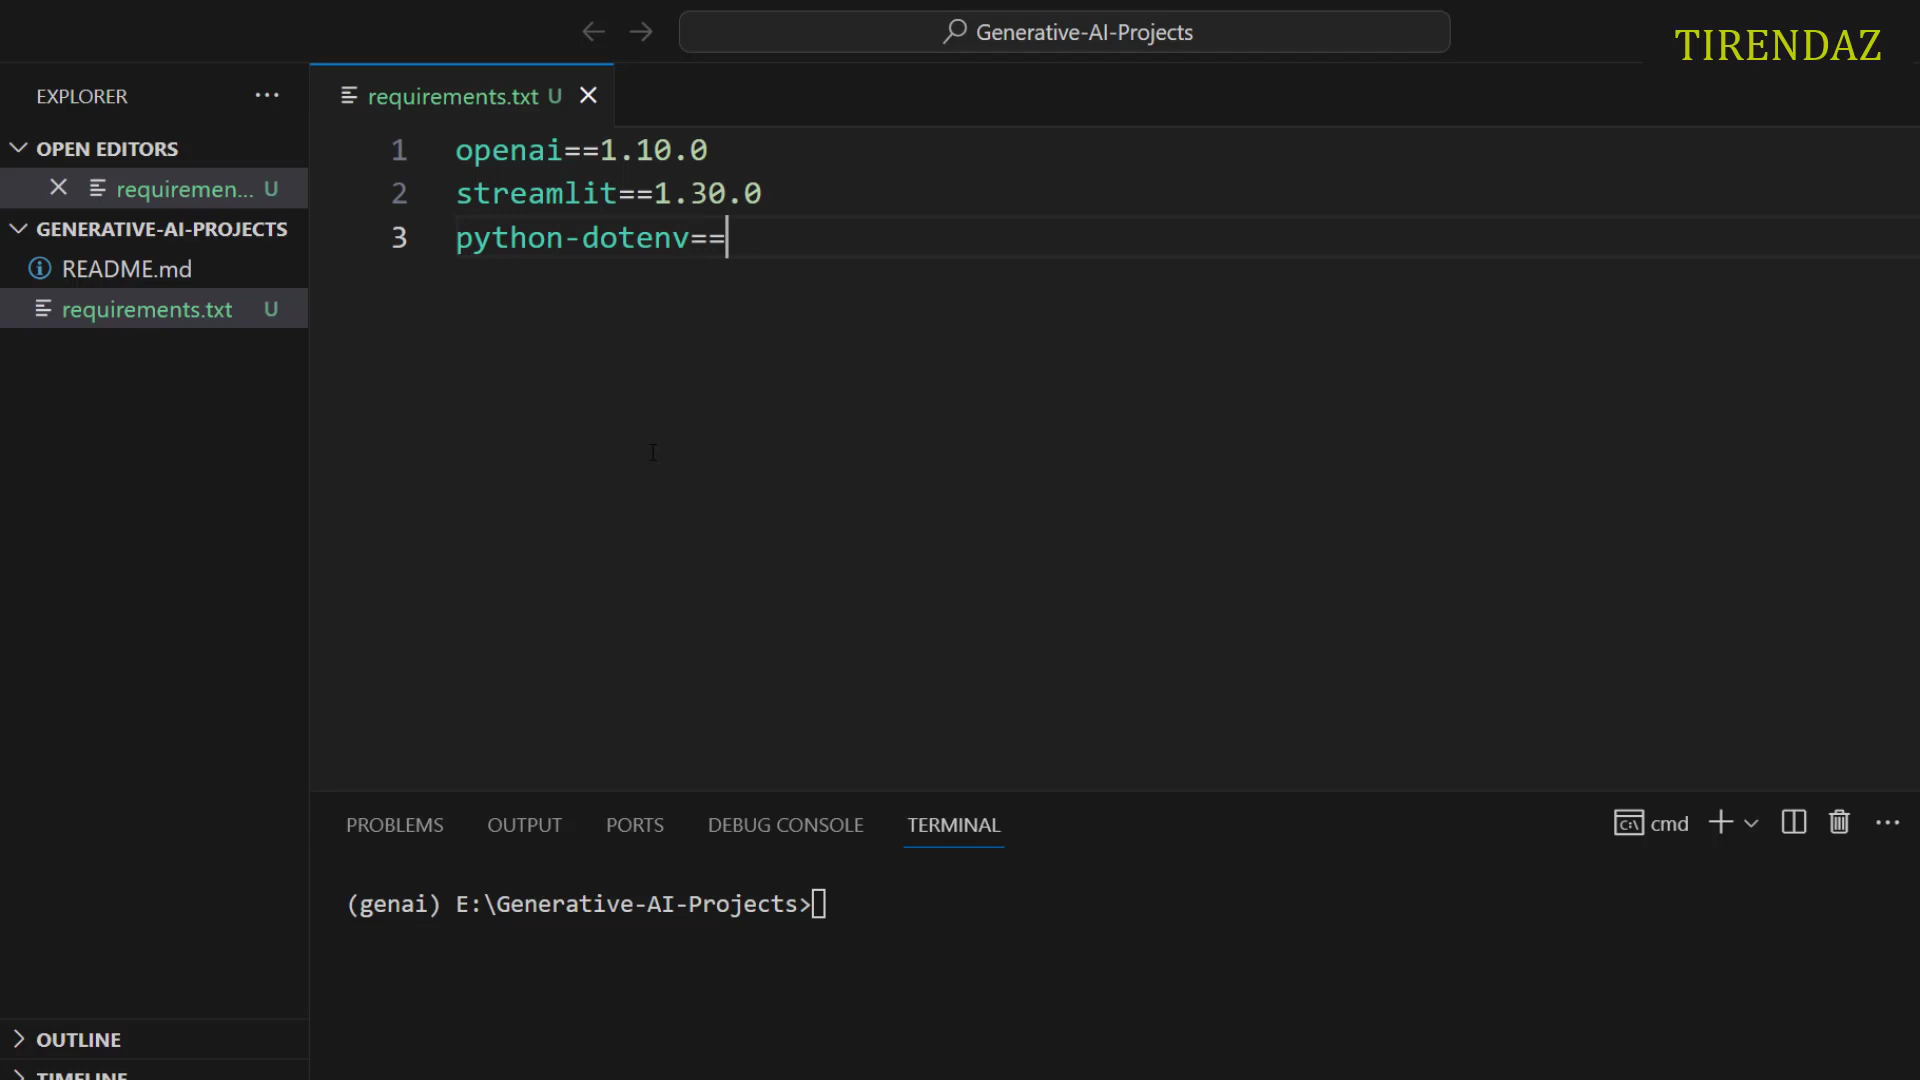 Generative-AI-Projects
TIRENDAZ
EXPLORER
requirements.txt U
OPEN EDITORS
requiremen... U
GENERATIVE-AI-PROJECTS
README.md
requirements.txt U
1 openai==1.10.0
2 streamlit==1.30.0
3 python-dotenv==
PROBLEMS OUTPUT PORTS DEBUG CONSOLE TERMINAL
cmd
(genai) E:\Generative-AI-Projects>
OUTLINE
TIMELINE